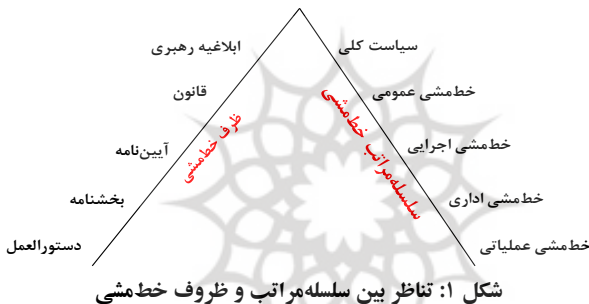 سیاست کلی
ابلاغیه رهبری
خط‌مشی عمومی
قانون
سلسله‌مراتب خط‌مشی
ظرف خط‌مشی
خط‌مشی اجرایی
آیین‌نامه
خط‌مشی اداری
بخشنامه
خط‌مشی عملیاتی
دستورالعمل
شکل ۱: تناظر بین سلسله‌مراتب و ظروف خط‌مشی